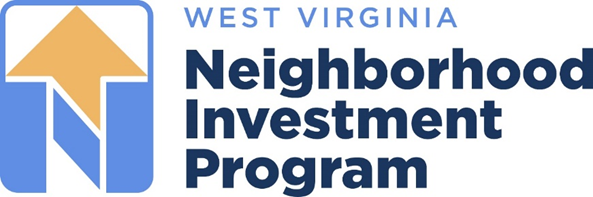 WEST VIRGINIA
Neighborhood
Investment
Program